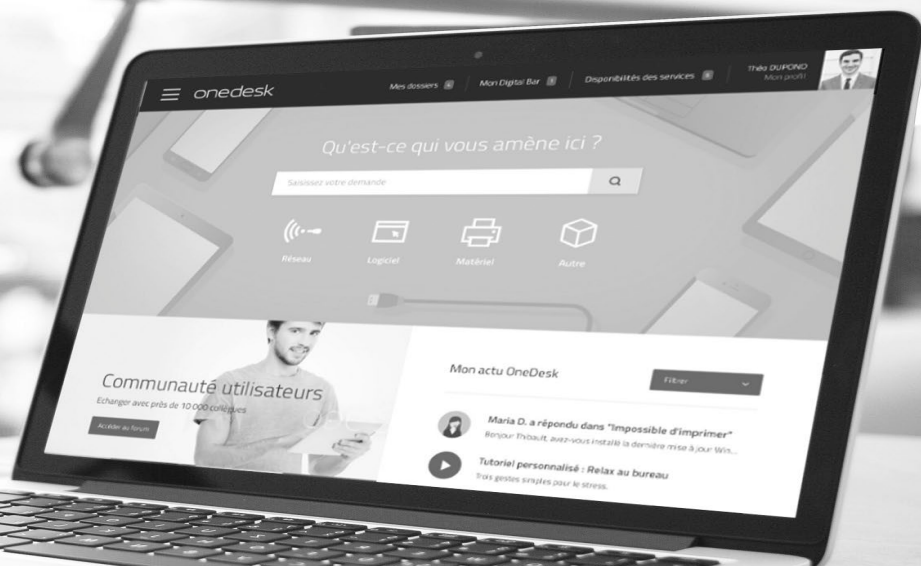 onedesk
Mes dossiers
Mon Digital Bar
Disponibilités des services
Théo DUPOND
Mon profil
Qu'est-ce qui vous amène ici ?
Saisissez votre demande
Réseau
Logiciel
Matériel
Autre
Communauté utilisateurs
Echanger avec près de 10 000 collègues
Accéder au forum
Mon actu OneDesk
Filtrer
Maria D. a répondu dans "Impossible d'imprimer"
Bonjour Thibault, avez-vous installé la dernière mise à jour Win...
Tutoriel personnalisé : Relax au bureau
Trois gestes simples pour le stress.